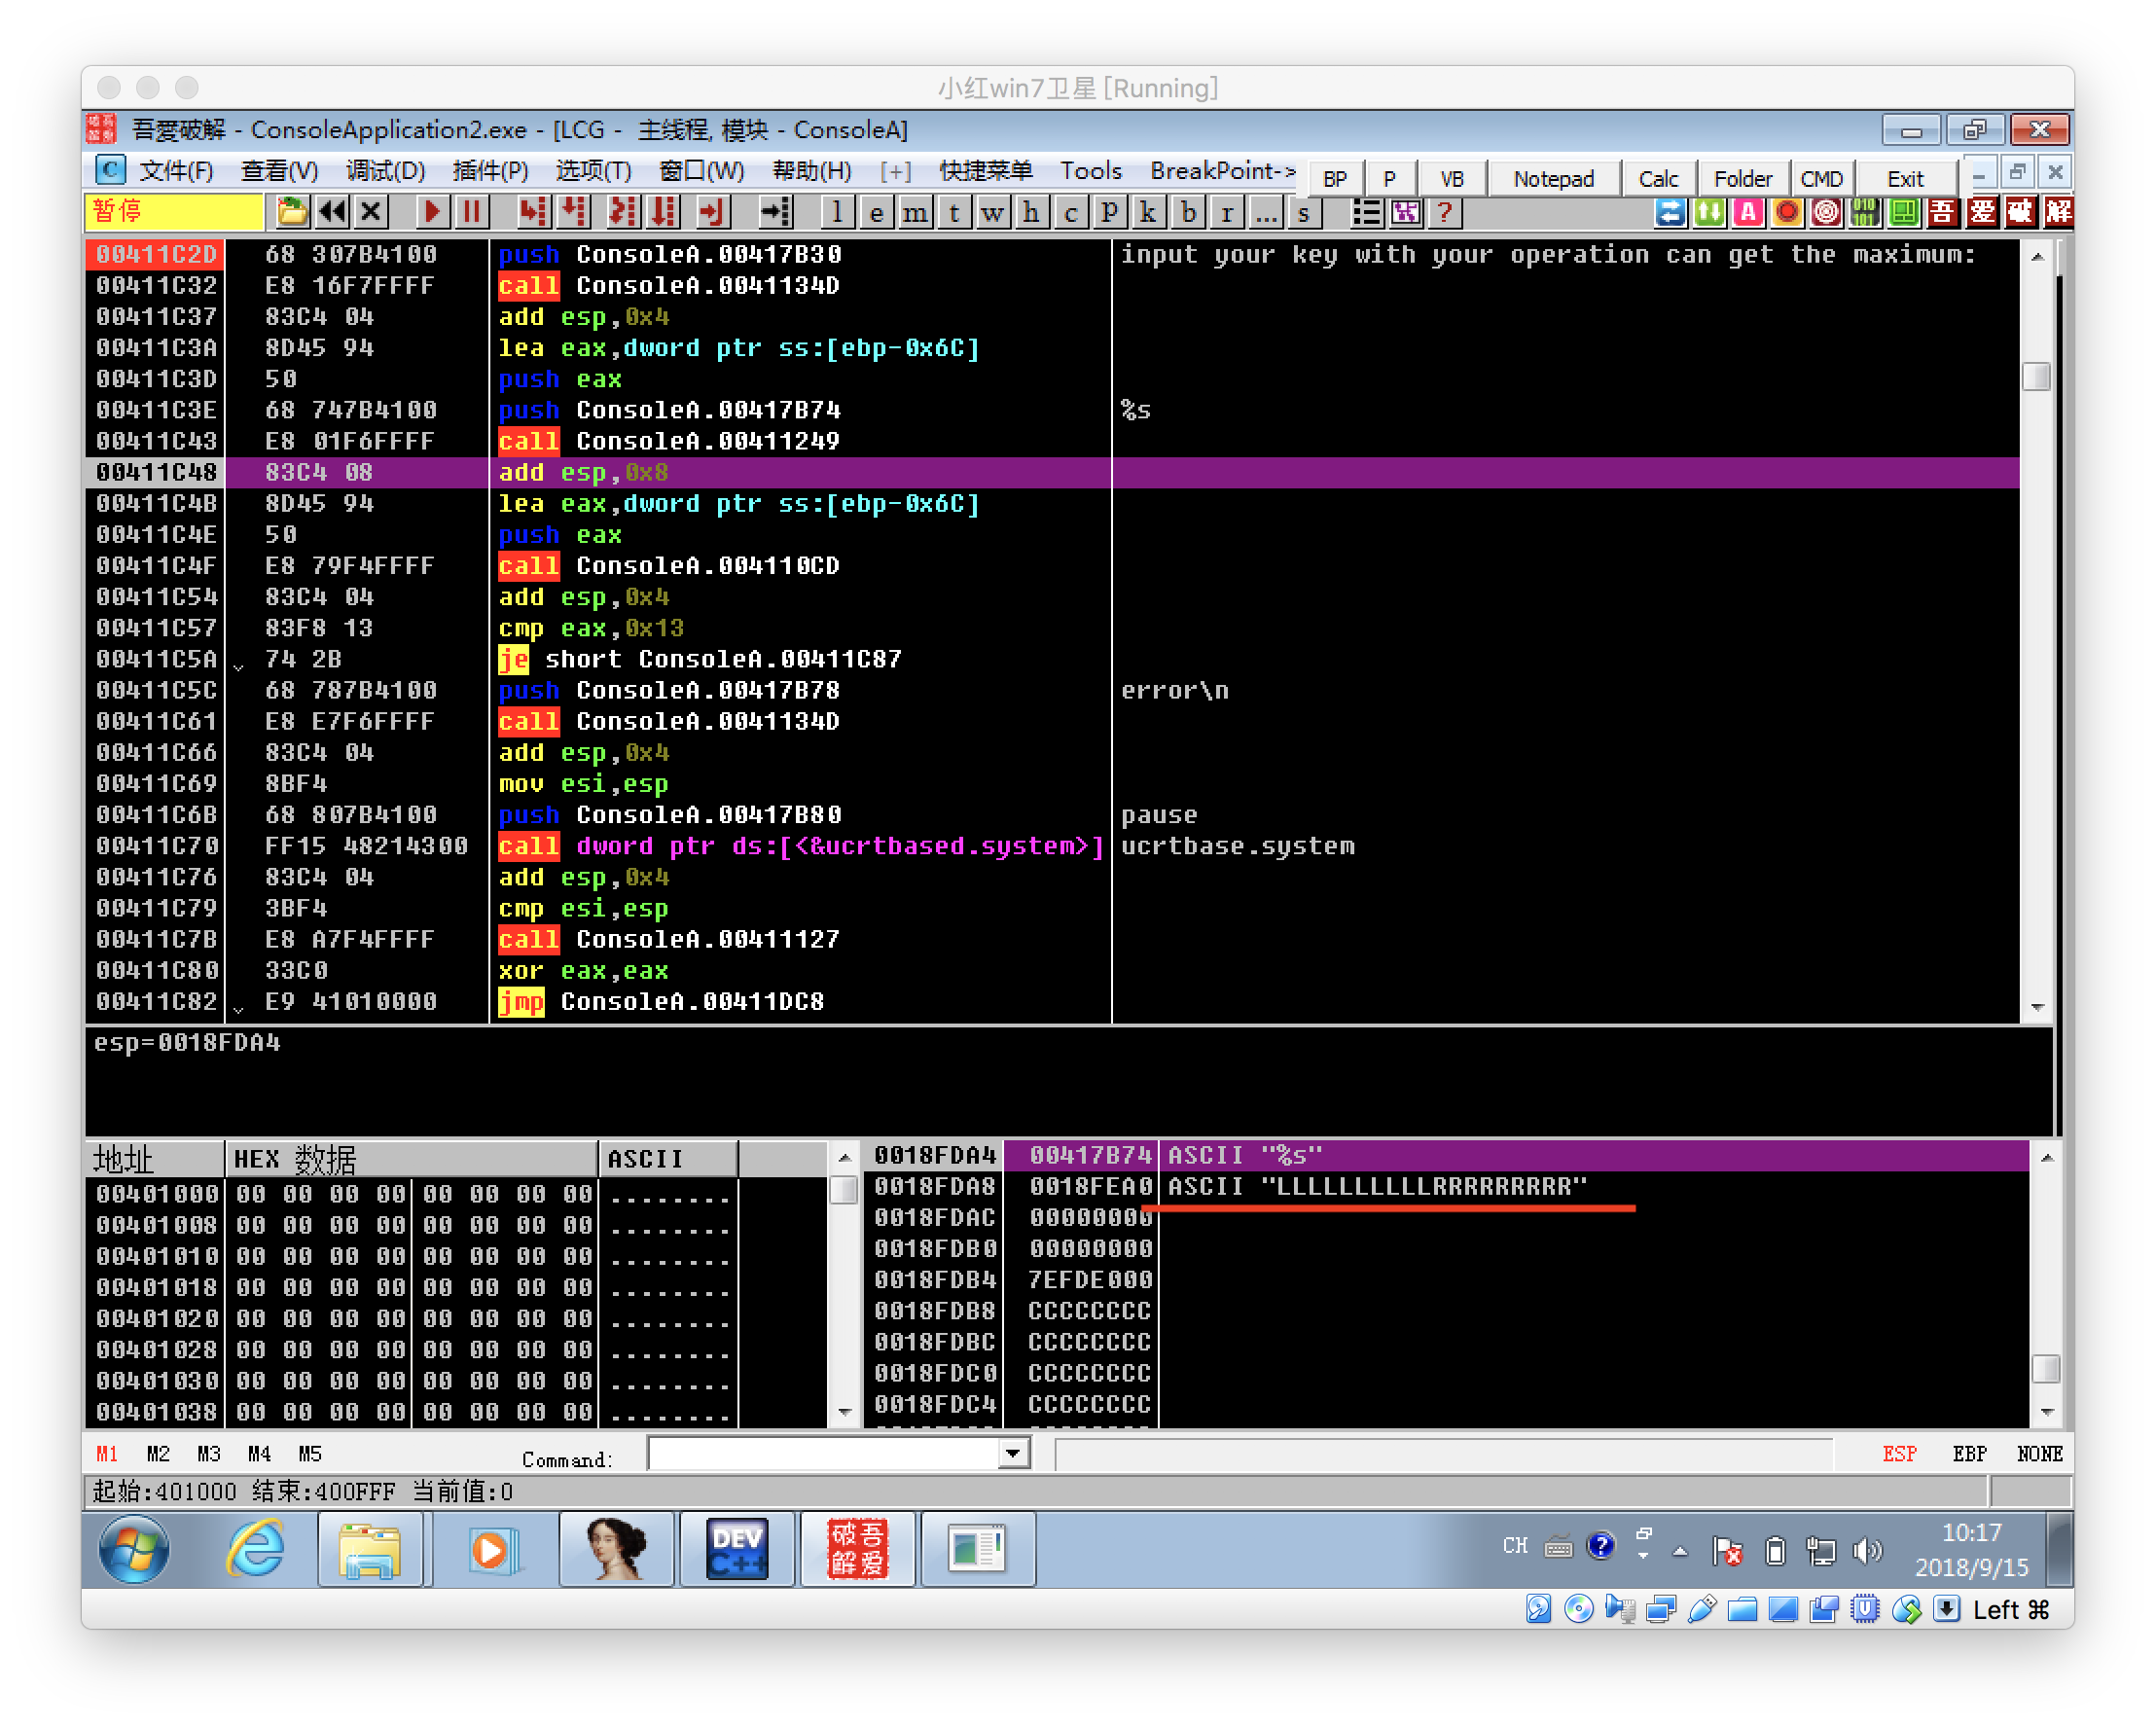 小红win7卫星 [Running]
吾爱破解 - ConsoleApplication2.exe - [LCG - 主线程, 模块 - ConsoleA]
C 文件(F) 查看(V) 调试(D) 插件(P) 选项(T) 窗口(W) 帮助(H) [+] 快捷菜单 Tools BreakPoint-> BP P VB Notepad Calc Folder CMD Exit
暂停 l e m t w h c p k b r ... s ? A 吾 爱 破 解
00411C2D 68 307B4100 push ConsoleA.00417B30 input your key with your operation can get the maximum:
00411C32 E8 16F7FFFF call ConsoleA.0041134D
00411C37 83C4 04 add esp,0x4
00411C3A 8D45 94 lea eax,dword ptr ss:[ebp-0x6C]
00411C3D 50 push eax
00411C3E 68 747B4100 push ConsoleA.00417B74 %s
00411C43 E8 01F6FFFF call ConsoleA.00411249
00411C48 83C4 08 add esp,0x8
00411C4B 8D45 94 lea eax,dword ptr ss:[ebp-0x6C]
00411C4E 50 push eax
00411C4F E8 79F4FFFF call ConsoleA.004110CD
00411C54 83C4 04 add esp,0x4
00411C57 83F8 13 cmp eax,0x13
00411C5A 74 2B je short ConsoleA.00411C87
00411C5C 68 787B4100 push ConsoleA.00417B78 error\n
00411C61 E8 E7F6FFFF call ConsoleA.0041134D
00411C66 83C4 04 add esp,0x4
00411C69 8BF4 mov esi,esp
00411C6B 68 807B4100 push ConsoleA.00417B80 pause
00411C70 FF15 48214300 call dword ptr ds:[<&ucrtbased.system>] ucrtbase.system
00411C76 83C4 04 add esp,0x4
00411C79 3BF4 cmp esi,esp
00411C7B E8 A7F4FFFF call ConsoleA.00411127
00411C80 33C0 xor eax,eax
00411C82 E9 41010000 jmp ConsoleA.00411DC8
esp=0018FDA4
地址 HEX 数据 ASCII
00401000 00 00 00 00 00 00 00 00 ........
00401008 00 00 00 00 00 00 00 00 ........
00401010 00 00 00 00 00 00 00 00 ........
00401018 00 00 00 00 00 00 00 00 ........
00401020 00 00 00 00 00 00 00 00 ........
00401028 00 00 00 00 00 00 00 00 ........
00401030 00 00 00 00 00 00 00 00 ........
00401038 00 00 00 00 00 00 00 00 ........
0018FDA4 00417B74 ASCII "%s"
0018FDA8 0018FEA0 ASCII "LLLLLLLLLLRRRRRRRRR"
0018FDAC 00000000
0018FDB0 00000000
0018FDB4 7EFDE000
0018FDB8 CCCCCCCC
0018FDBC CCCCCCCC
0018FDC0 CCCCCCCC
0018FDC4 CCCCCCCC
M1 M2 M3 M4 M5 Command: ESP EBP NONE
起始:401000 结束:400FFF 当前值:0
DEV C++
破吾
解爱
CH
10:17
2018/9/15
Left ⌘